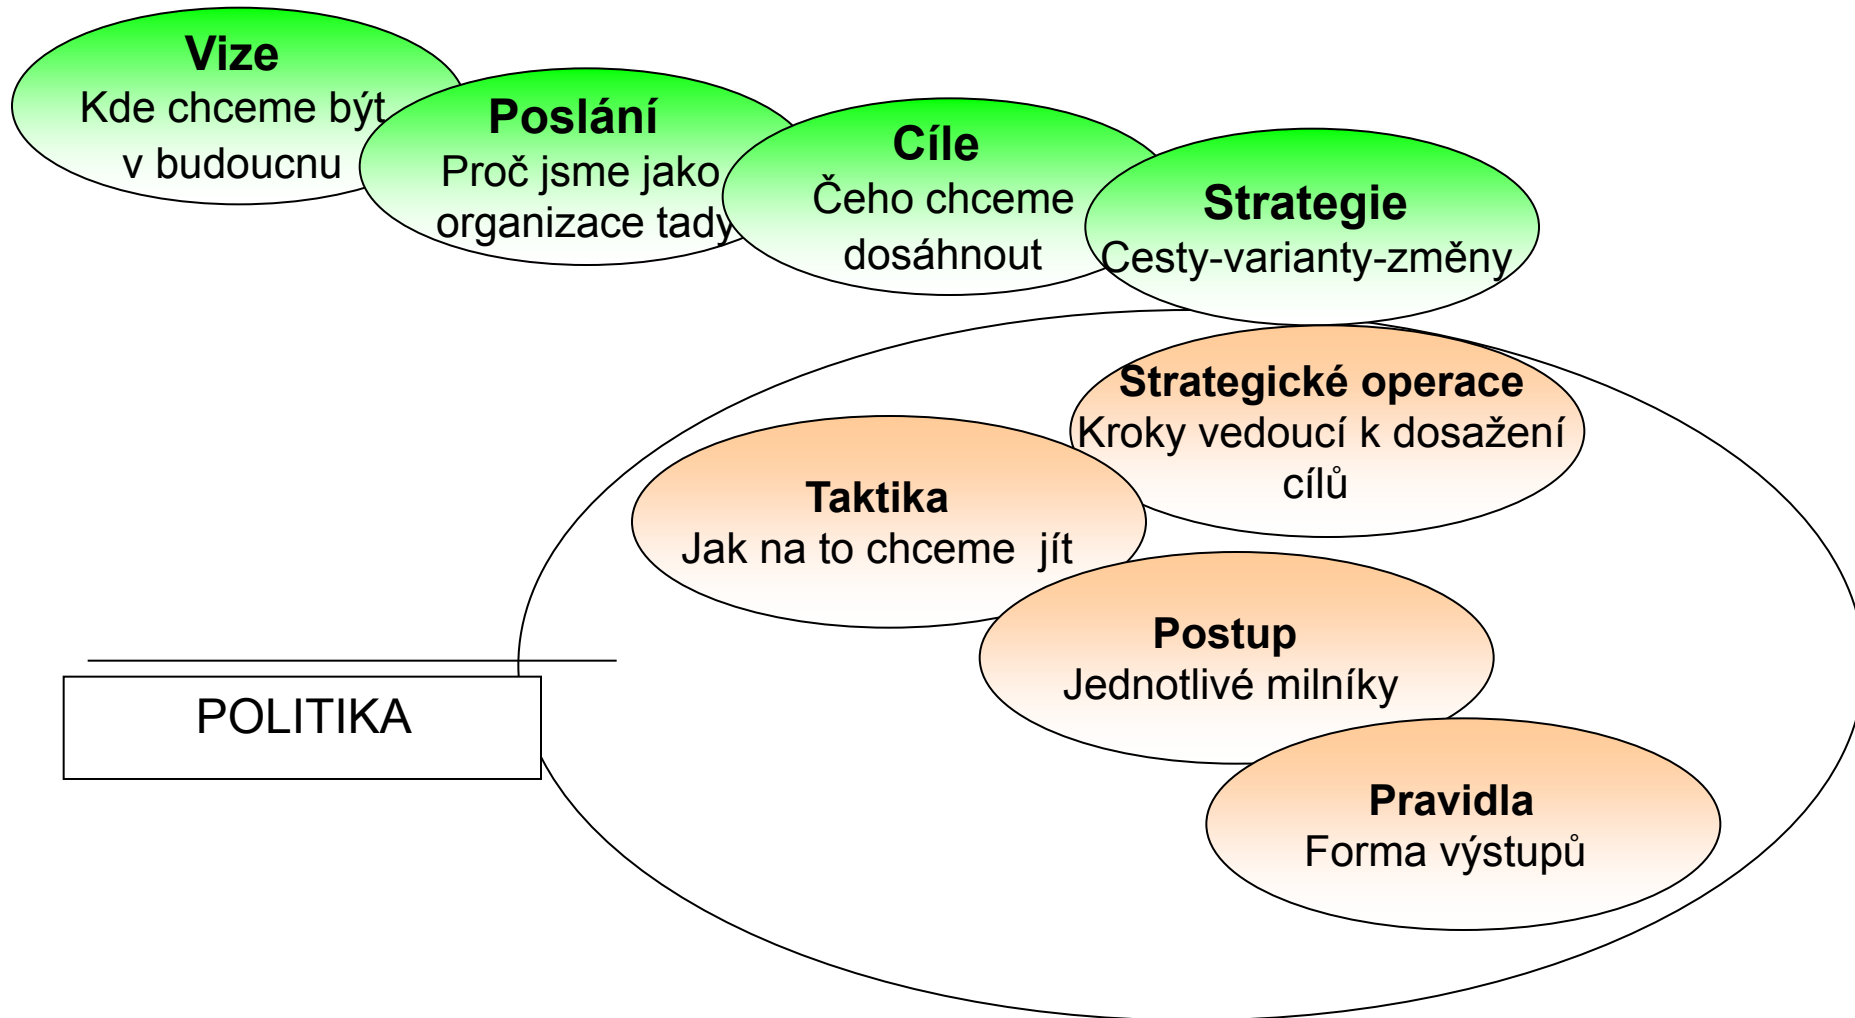 Vize
Kde chceme být
v budoucnu
Poslání
Proč jsme jako
organizace tady
Cíle
Čeho chceme
dosáhnout
Strategie
Cesty-varianty-změny
Strategické operace
Kroky vedoucí k dosažení
cílů
Taktika
Jak na to chceme  jít
Postup
Jednotlivé milníky
POLITIKA
Pravidla
Forma výstupů